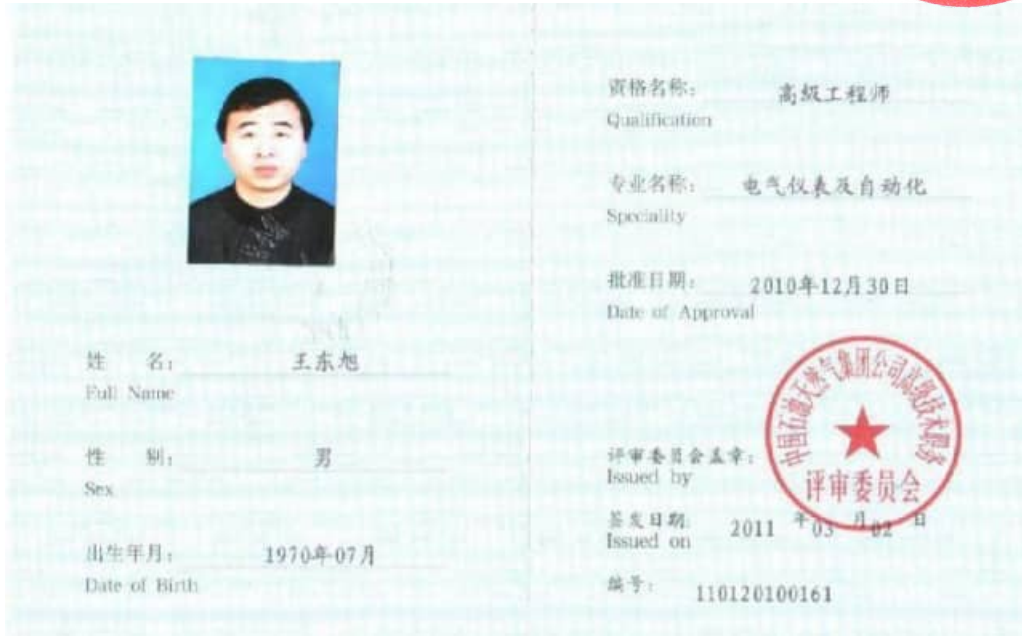 姓 名：王东旭
Full Name
性 别：男
Sex
出生年月：1970年07月
Date of Birth
资格名称：高级工程师
Qualification
专业名称：电气仪表及自动化
Speciality
批准日期：2010年12月30日
Date of Approval
中国石油天然气集团公司高级技术职务
评审委员会
评审委员会盖章：
Issued by
签发日期：2011 年 03 月 02 日
Issued on
编号：110120100161